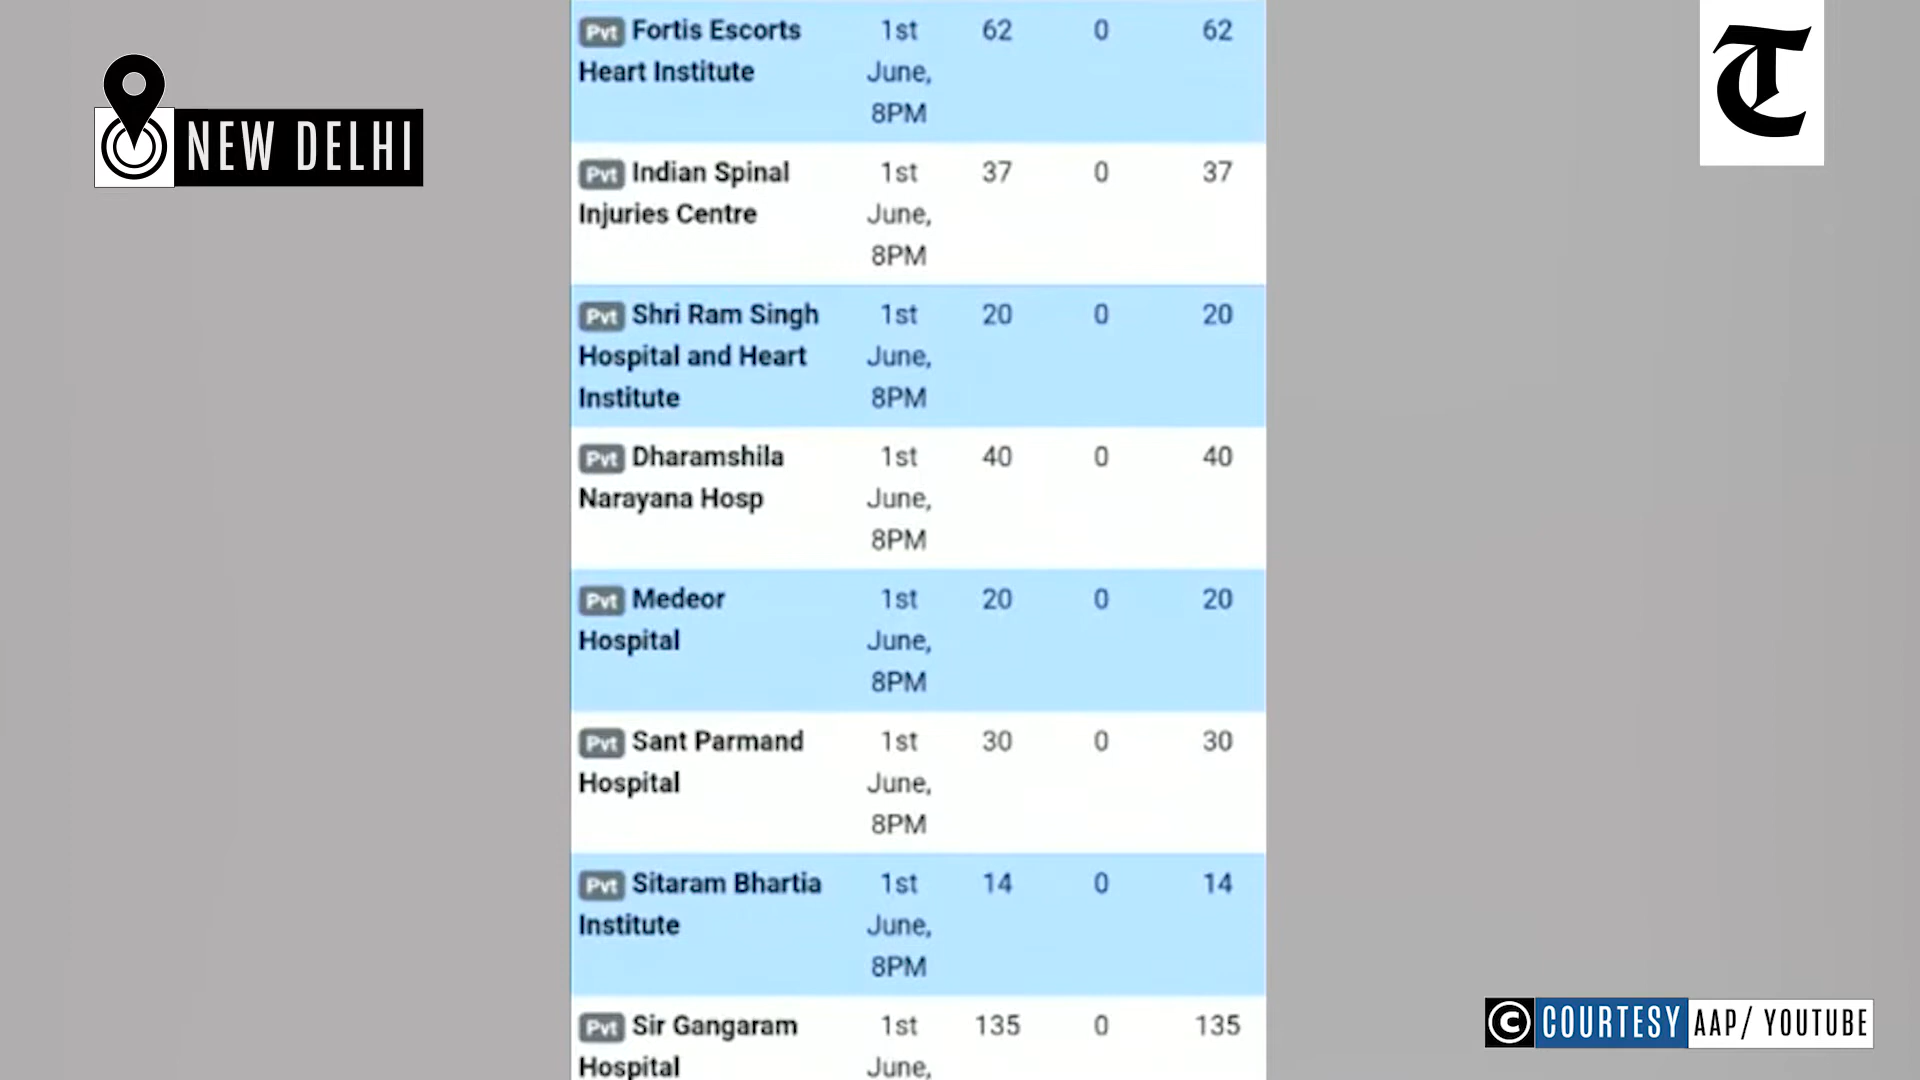 NEW DELHI
T
Pvt Fortis Escorts 1st 62 0 62
Heart Institute June,
8PM
Pvt Indian Spinal 1st 37 0 37
Injuries Centre June,
8PM
Pvt Shri Ram Singh 1st 20 0 20
Hospital and Heart June,
Institute 8PM
Pvt Dharamshila 1st 40 0 40
Narayana Hosp June,
8PM
Pvt Medeor 1st 20 0 20
Hospital June,
8PM
Pvt Sant Parmand 1st 30 0 30
Hospital June,
8PM
Pvt Sitaram Bhartia 1st 14 0 14
Institute June,
8PM
Pvt Sir Gangaram 1st 135 0 135
Hospital June,
© COURTESY AAP/ YOUTUBE